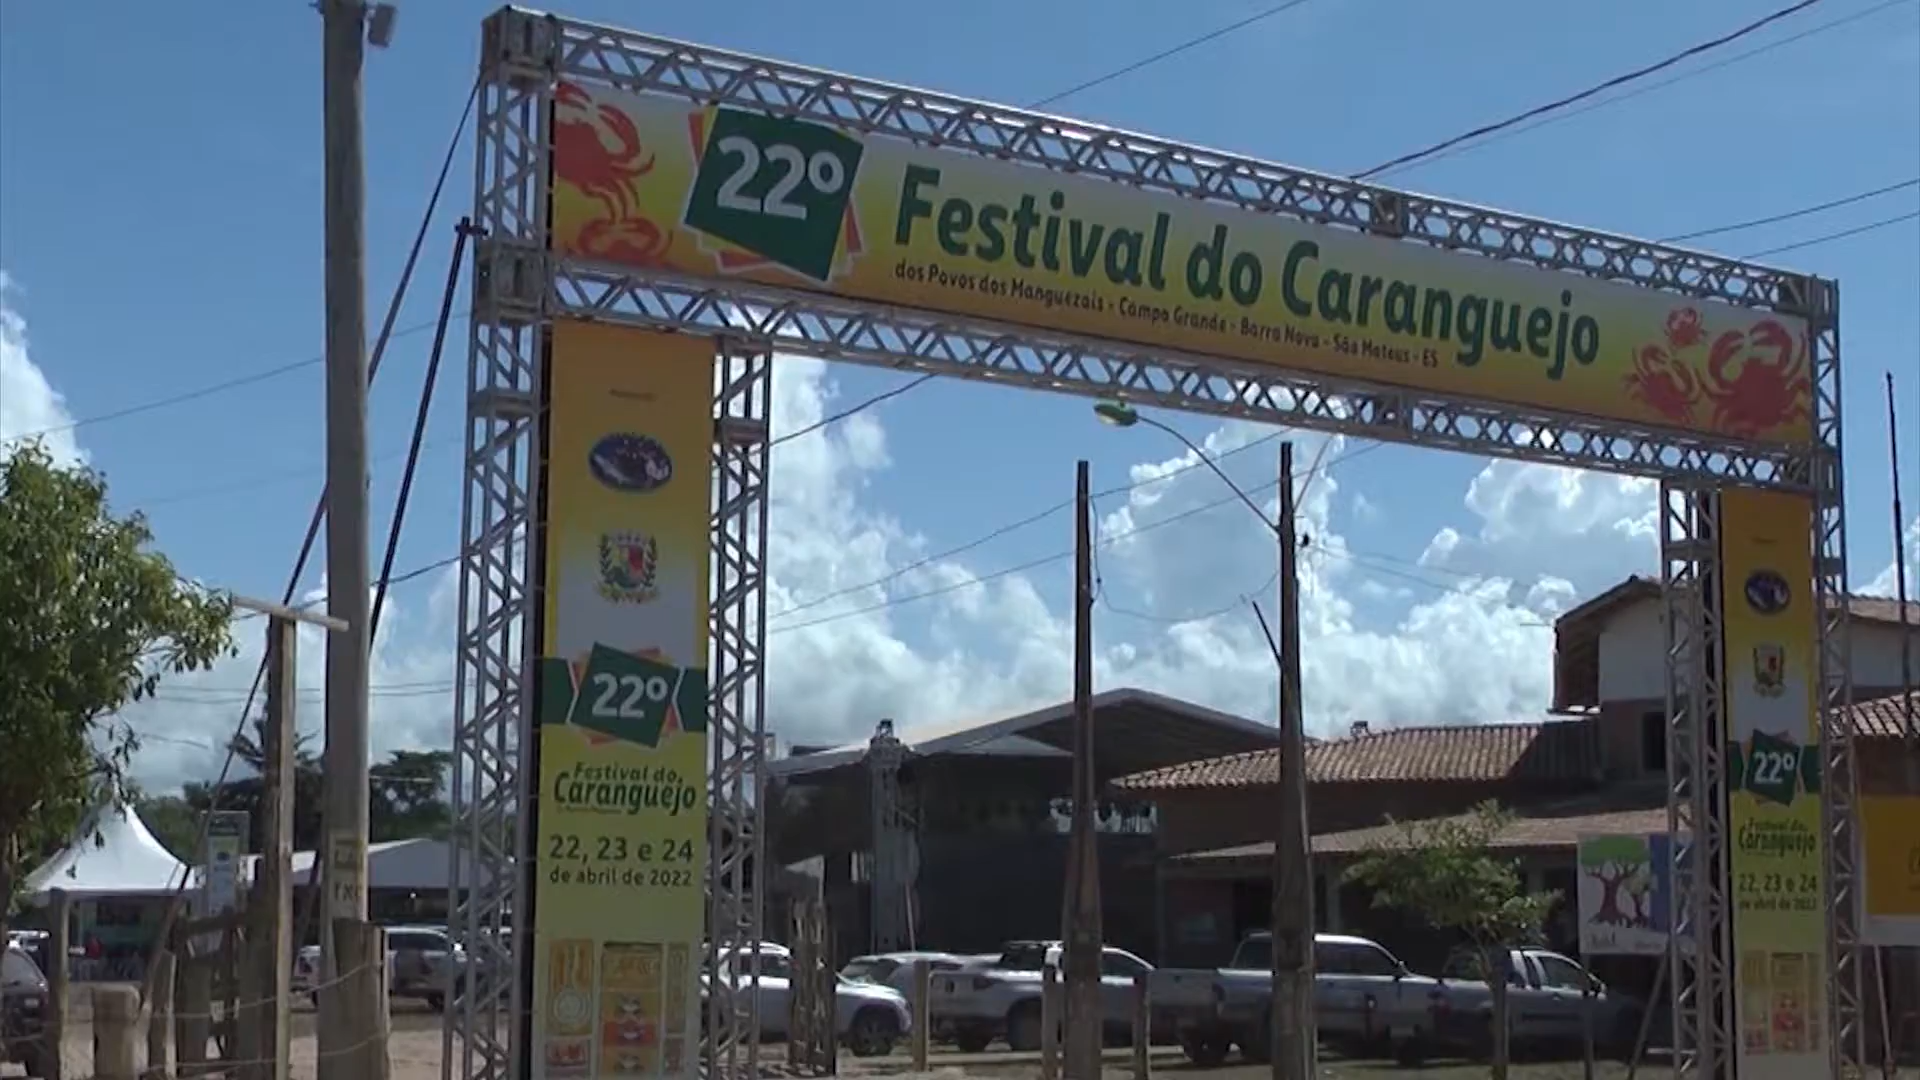 22º
Festival do Caranguejo
dos Povos dos Manguezais - Campo Grande - Barra Nova - São Mateus - ES
22º
Festival do
Caranguejo
22, 23 e 24
de abril de 2022
22º
Festival do
Caranguejo
22, 23 e 24
de abril de 2022